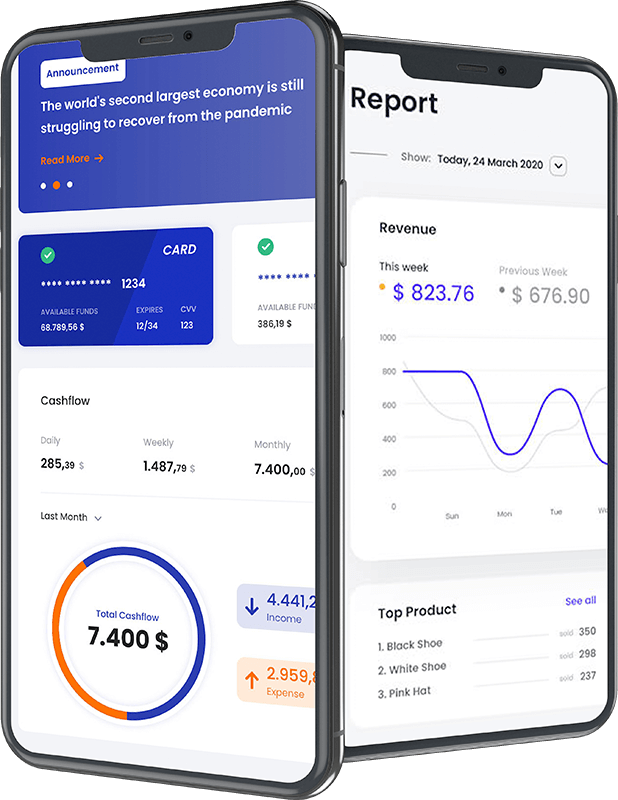 Announcement
The world's second largest economy is still
struggling to recover from the pandemic
Read More →
CARD
**** **** **** 1234
AVAILABLE FUNDS EXPIRES CVV
68.789,56 $ 12/34 123
**** ****
AVAILABLE
386,19 $
Cashflow
Daily Weekly Monthly
285,39 $ 1.487,79 $ 7.400,00 $
Last Month
Total Cashflow
7.400 $
4.441,2
Income
2.959,8
Expense
Report
Show: Today, 24 March 2020
Revenue
This week Previous Week
$ 823.76 $ 676.90
1000
800
600
400
200
0
Sun Mon Tue
Top Product See all
1. Black Shoe sold 350
2. White Shoe sold 298
3. Pink Hat sold 237